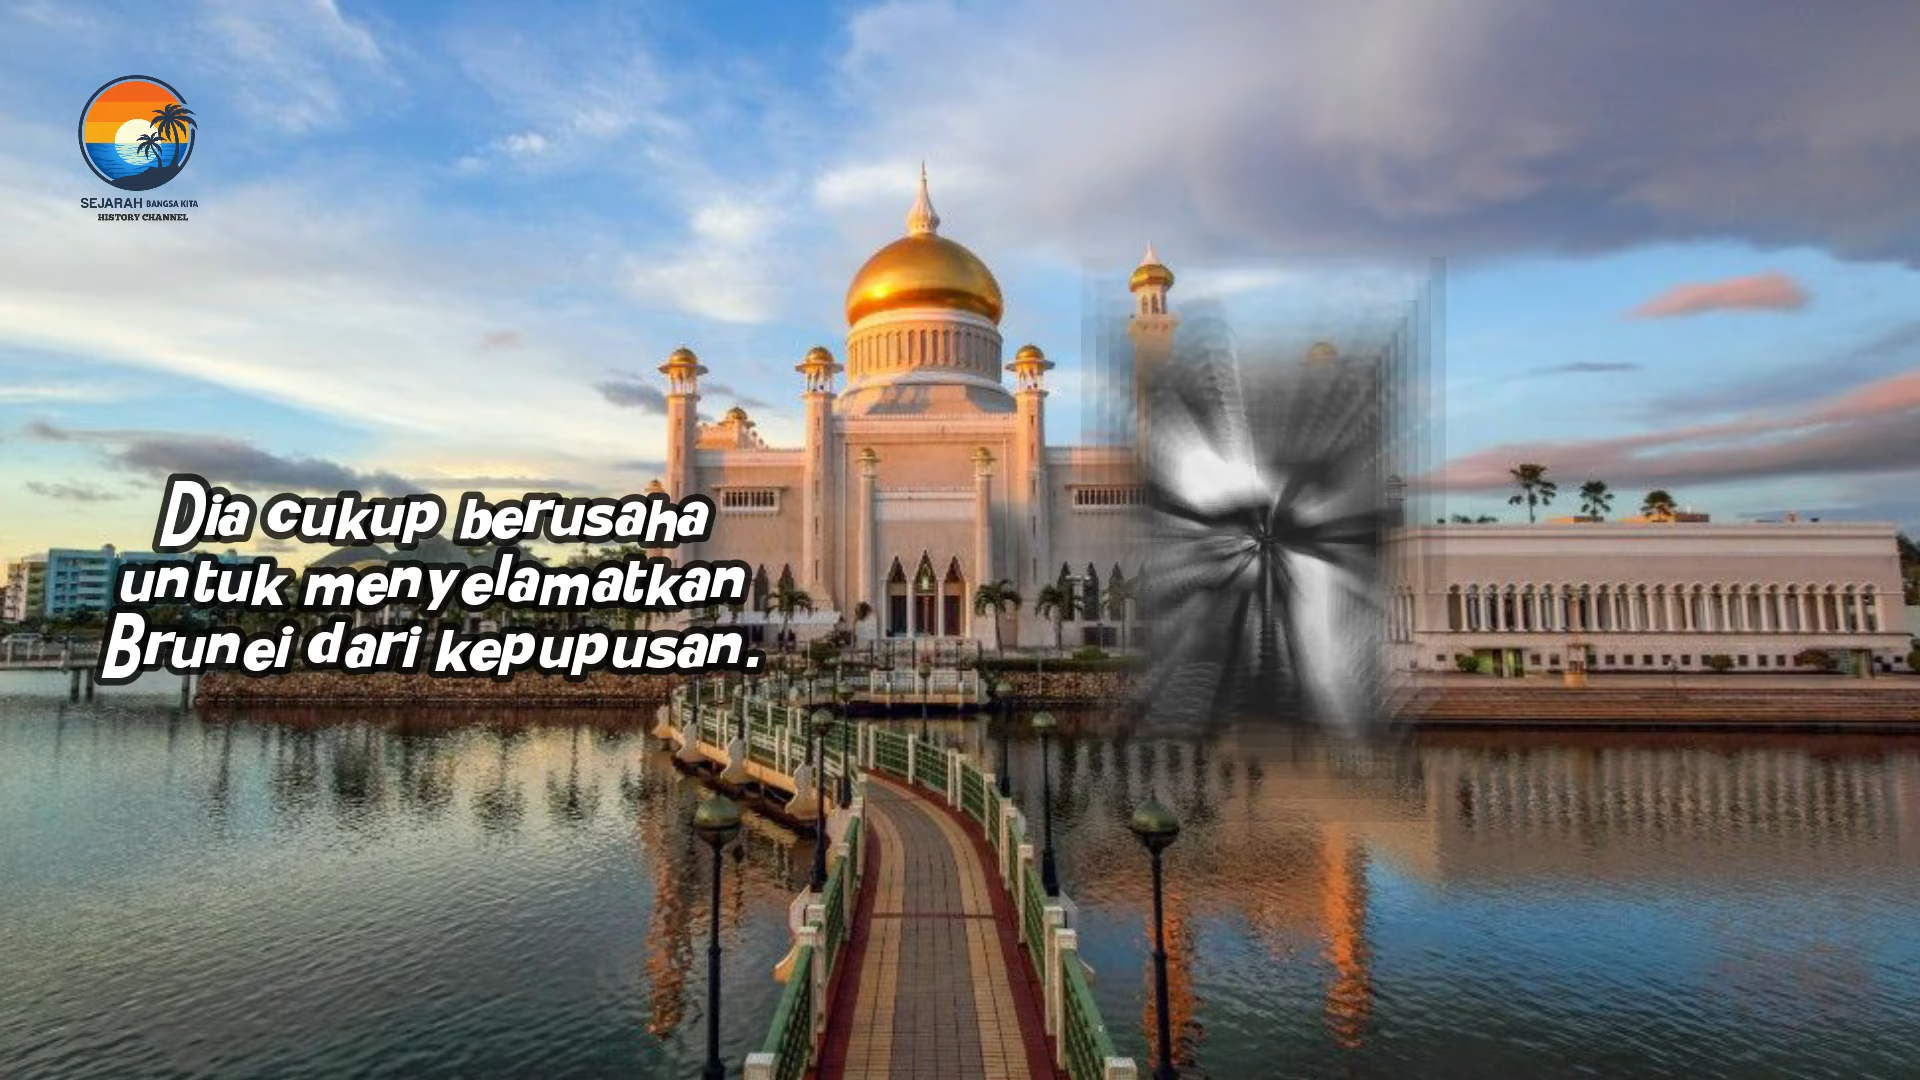 SEJARAH BANGSA KITA
HISTORY CHANNEL
Dia cukup berusaha
untuk menyelamatkan
Brunei dari kepupusan.